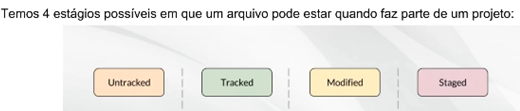 Temos 4 estágios possíveis em que um arquivo pode estar quando faz parte de um projeto:
Untracked
Tracked
Modified
Staged